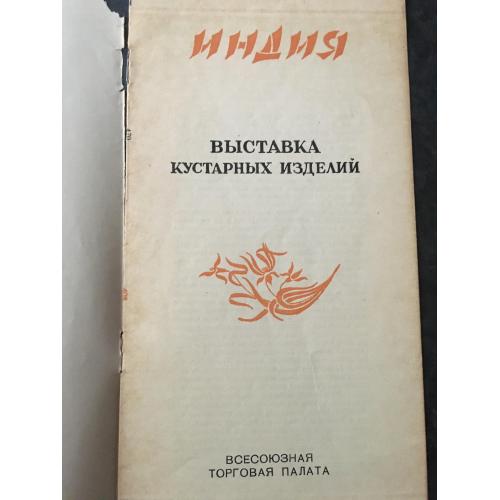 ИНДИЯ
ВЫСТАВКА
КУСТАРНЫХ ИЗДЕЛИЙ
ВСЕСОЮЗНАЯ
ТОРГОВАЯ ПАЛАТА